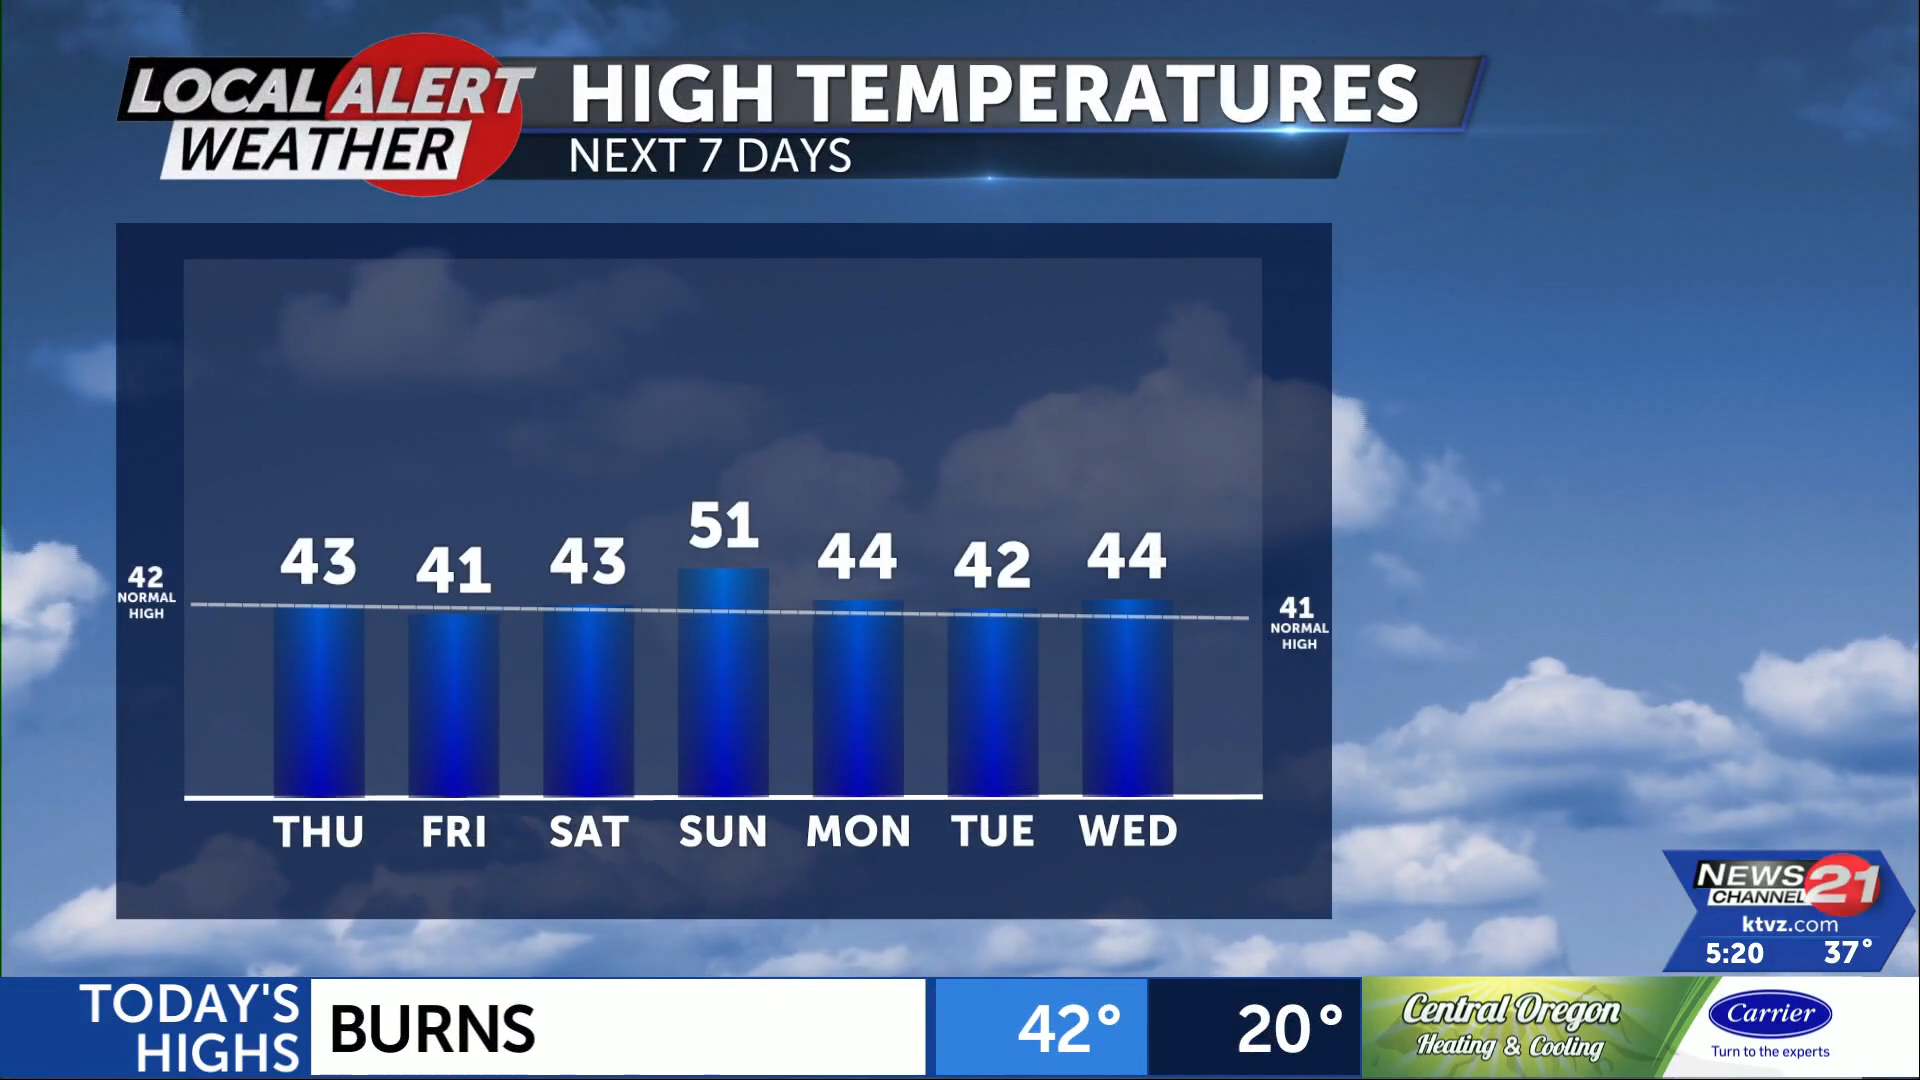 LOCAL ALERT
WEATHER
HIGH TEMPERATURES
NEXT 7 DAYS
42
NORMAL
HIGH
43
41
43
51
44
42
44
41
NORMAL
HIGH
THU FRI SAT SUN MON TUE WED
NEWS
CHANNEL 21
ktvz.com
5:20 37°
TODAY'S
HIGHS
BURNS
42° 20°
Central Oregon
Heating & Cooling
Carrier
Turn to the experts